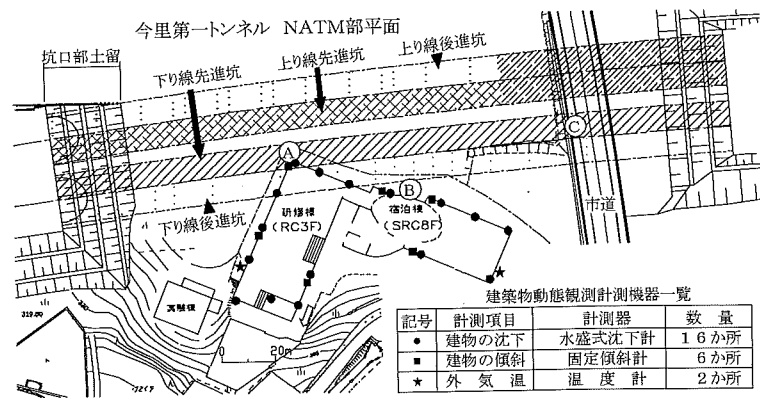 今里第一トンネル NATM部平面
坑口部土留
下り線先進坑
上り線先進坑
上り線後進坑
A
B
C
下り線後進坑
研修棟
(RC3F)
宿泊棟
(SRC8F)
市道
実験棟
319.00
0 20m
建築物動態観測計測機器一覧
記号 計測項目 計測器 数量
● 建物の沈下 水盛式沈下計 16か所
■ 建物の傾斜 固定傾斜計 6か所
★ 外気温 温度計 2か所